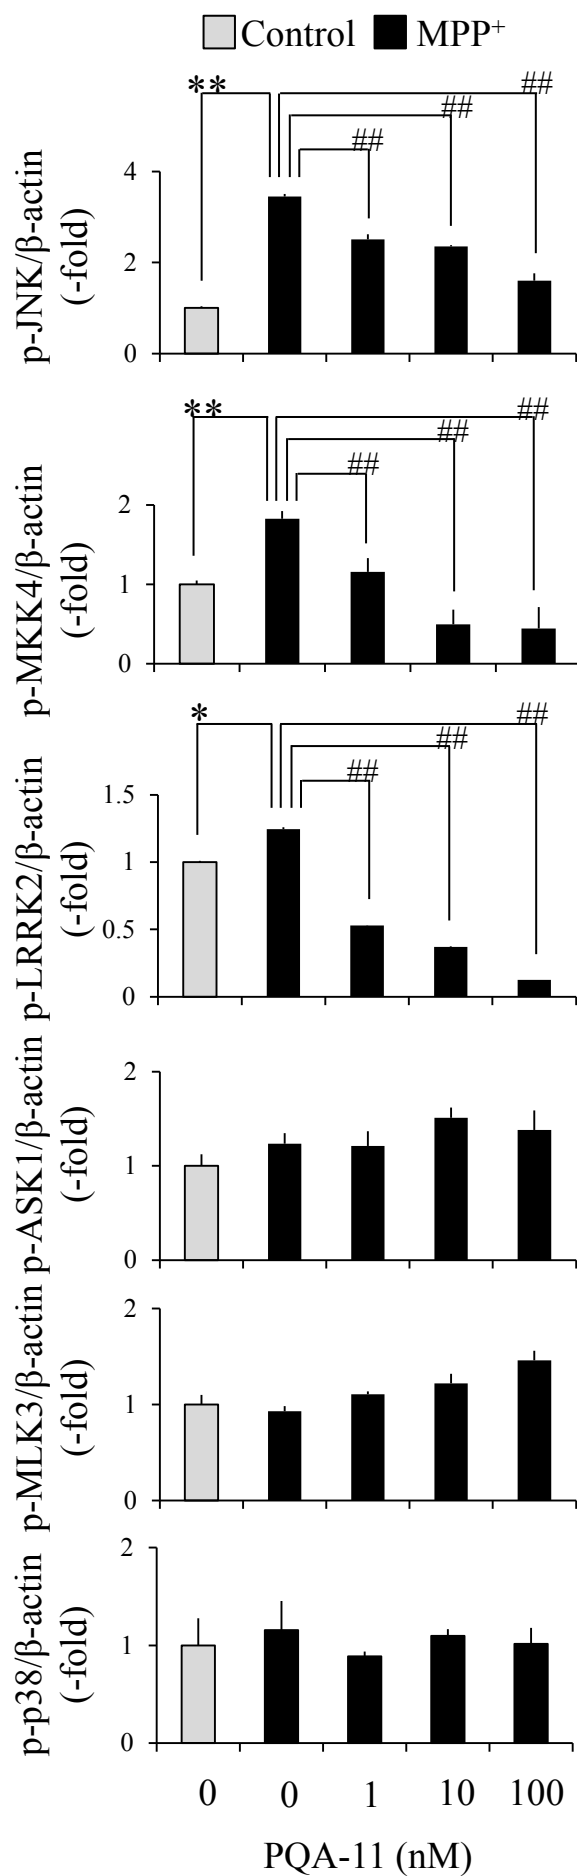 Control MPP⁺
** ## ## ##
p-JNK/β-actin
(-fold)
4
2
0
** ## ## ##
p-MKK4/β-actin
(-fold)
2
1
0
* ## ## ##
p-LRRK2/β-actin
(-fold)
1.5
1
0.5
0
p-ASK1/β-actin
(-fold)
2
1
0
p-MLK3/β-actin
(-fold)
2
1
0
p-p38/β-actin
(-fold)
2
1
0
0 0 1 10 100
PQA-11 (nM)